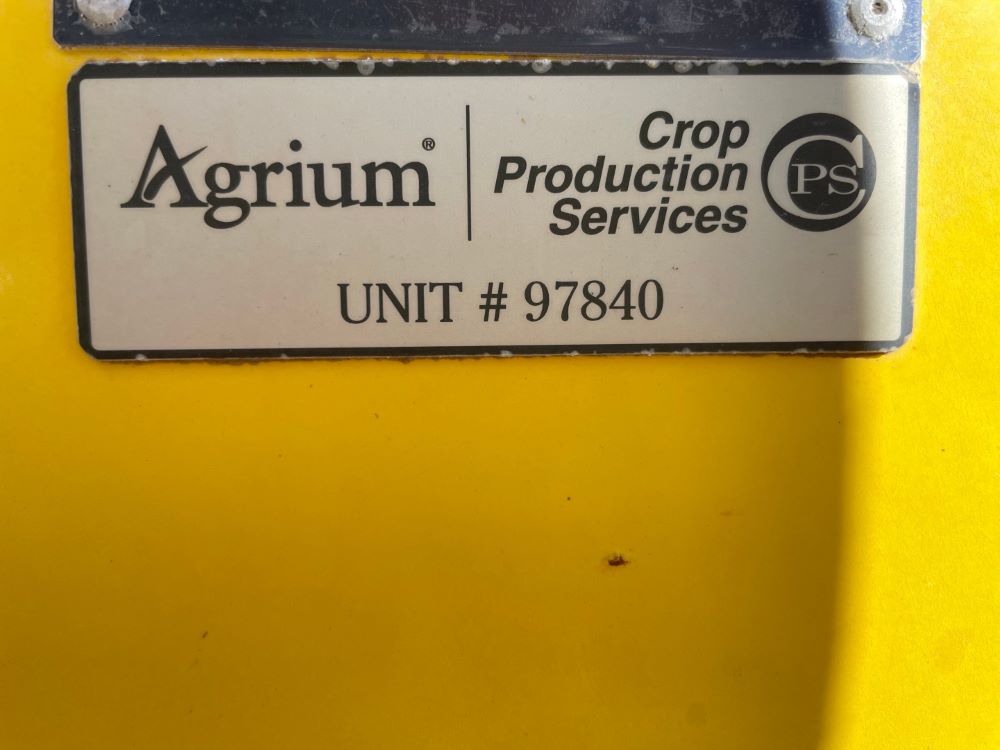 Agrium®
Crop
Production
Services
CPS
UNIT # 97840